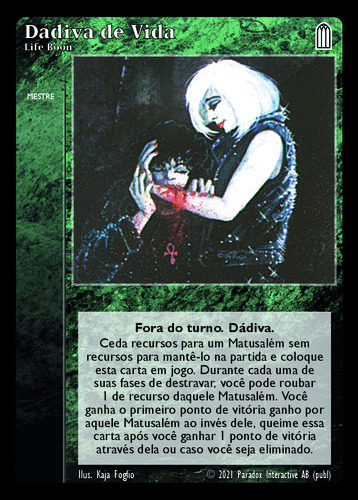 Dadiva de Vida
Life Boon
MESTRE
Fora do turno. Dádiva.
Ceda recursos para um Matusalém sem
recursos para mantê-lo na partida e coloque
esta carta em jogo. Durante cada uma de
suas fases de destravar, você pode roubar
1 de recurso daquele Matusalém. Você
ganha o primeiro ponto de vitória ganho por
aquele Matusalém ao invés dele, queime essa
carta após você ganhar 1 ponto de vitória
através dela ou caso você seja eliminado.
Ilus. Kaja Foglio © 2021 Paradox Interactive AB (publ)